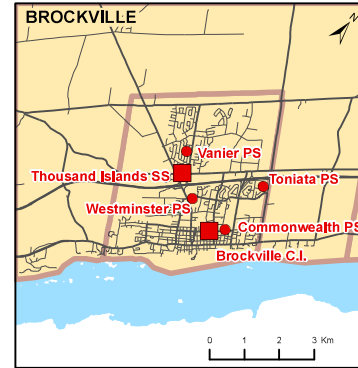 BROCKVILLE
Vanier PS
Thousand Islands SS
Toniata PS
Westminster PS
Commonwealth PS
Brockville C.I.
0 1 2 3 Km